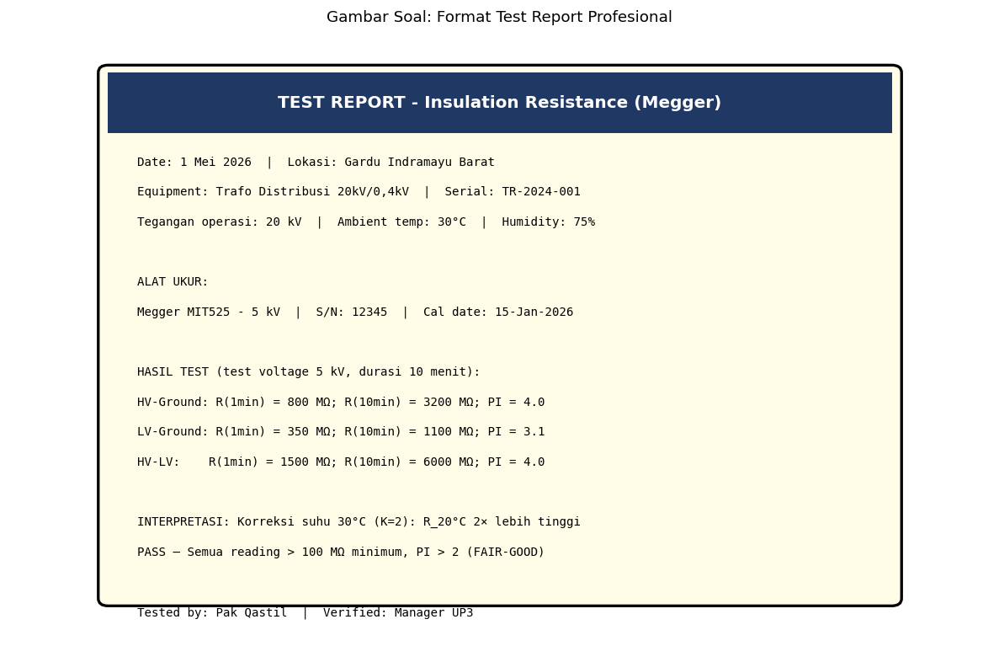 Gambar Soal: Format Test Report Profesional
TEST REPORT - Insulation Resistance (Megger)
Date: 1 Mei 2026  |  Lokasi: Gardu Indramayu Barat
Equipment: Trafo Distribusi 20kV/0,4kV  |  Serial: TR-2024-001
Tegangan operasi: 20 kV  |  Ambient temp: 30°C  |  Humidity: 75%
ALAT UKUR:
Megger MIT525 - 5 kV  |  S/N: 12345  |  Cal date: 15-Jan-2026
HASIL TEST (test voltage 5 kV, durasi 10 menit):
HV-Ground: R(1min) = 800 MΩ; R(10min) = 3200 MΩ; PI = 4.0
LV-Ground: R(1min) = 350 MΩ; R(10min) = 1100 MΩ; PI = 3.1
HV-LV:    R(1min) = 1500 MΩ; R(10min) = 6000 MΩ; PI = 4.0
INTERPRETASI: Korreksi suhu 30°C (K=2): R_20°C 2× lebih tinggi
PASS — Semua reading > 100 MΩ minimum, PI > 2 (FAIR-GOOD)
Tested by: Pak Qastil  |  Verified: Manager UP3